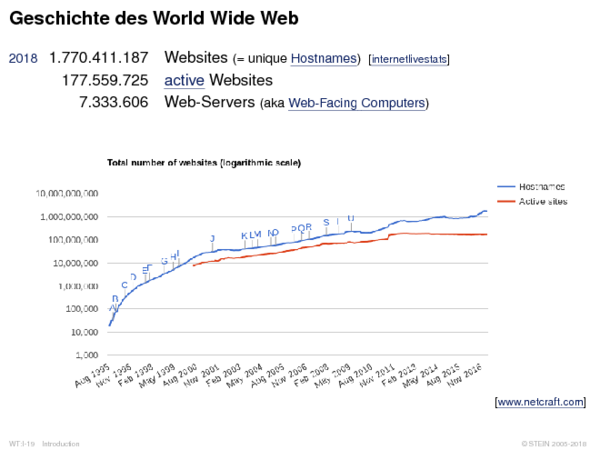 Geschichte des World Wide Web
2018 1.770.411.187 Websites (= unique Hostnames) [internetlivestats]
177.559.725 active Websites
7.333.606 Web-Servers (aka Web-Facing Computers)
Total number of websites (logarithmic scale)
Hostnames
Active sites
10,000,000,000
1,000,000,000
100,000,000
10,000,000
1,000,000
100,000
10,000
1,000
A B C D E F G H I J K L M N O P Q R S T U
Aug 1995 Nov 1996 Feb 1998 May 1999 Aug 2000 Nov 2001 Feb 2003 May 2004 Aug 2005 Nov 2006 Feb 2008 May 2009 Aug 2010 Nov 2011 Feb 2013 May 2014 Aug 2015 Nov 2016
[www.netcraft.com]
WT:I-19 Introduction © STEIN 2005-2018